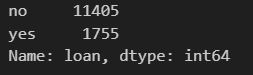 no     11405
yes     1755
Name: loan, dtype: int64